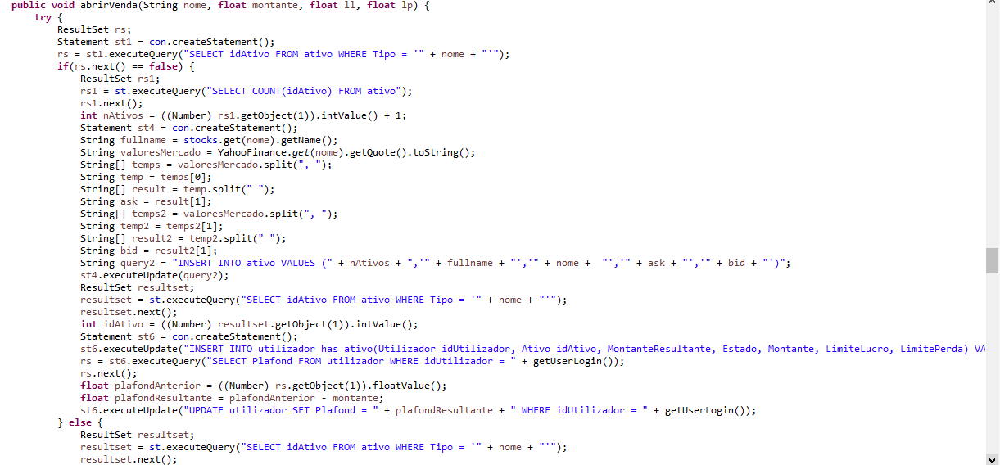 public void abrirVenda(String nome, float montante, float ll, float lp) {
try {
ResultSet rs;
Statement st1 = con.createStatement();
rs = st1.executeQuery("SELECT idAtivo FROM ativo WHERE Tipo = '" + nome + "'");
if(rs.next() == false) {
ResultSet rs1;
rs1 = st.executeQuery("SELECT COUNT(idAtivo) FROM ativo");
rs1.next();
int nAtivos = ((Number) rs1.getObject(1)).intValue() + 1;
Statement st4 = con.createStatement();
String fullname = stocks.get(nome).getName();
String valoresMercado = YahooFinance.get(nome).getQuote().toString();
String[] temps = valoresMercado.split(", ");
String temp = temps[0];
String[] result = temp.split(" ");
String ask = result[1];
String[] temps2 = valoresMercado.split(", ");
String temp2 = temps2[1];
String[] result2 = temp2.split(" ");
String bid = result2[1];
String query2 = "INSERT INTO ativo VALUES (" + nAtivos + ",'" + fullname + "','" + nome +  "','" + ask + "','" + bid + "')";
st4.executeUpdate(query2);
ResultSet resultset;
resultset = st.executeQuery("SELECT idAtivo FROM ativo WHERE Tipo = '" + nome + "'");
resultset.next();
int idAtivo = ((Number) resultset.getObject(1)).intValue();
Statement st6 = con.createStatement();
st6.executeUpdate("INSERT INTO utilizador_has_ativo(Utilizador_idUtilizador, Ativo_idAtivo, MontanteResultante, Estado, Montante, LimiteLucro, LimitePerda) VA
rs = st6.executeQuery("SELECT Plafond FROM utilizador WHERE idUtilizador = " + getUserLogin());
rs.next();
float plafondAnterior = ((Number) rs.getObject(1)).floatValue();
float plafondResultante = plafondAnterior - montante;
st6.executeUpdate("UPDATE utilizador SET Plafond = " + plafondResultante + " WHERE idUtilizador = " + getUserLogin());
} else {
ResultSet resultset;
resultset = st.executeQuery("SELECT idAtivo FROM ativo WHERE Tipo = '" + nome + "'");
resultset.next();